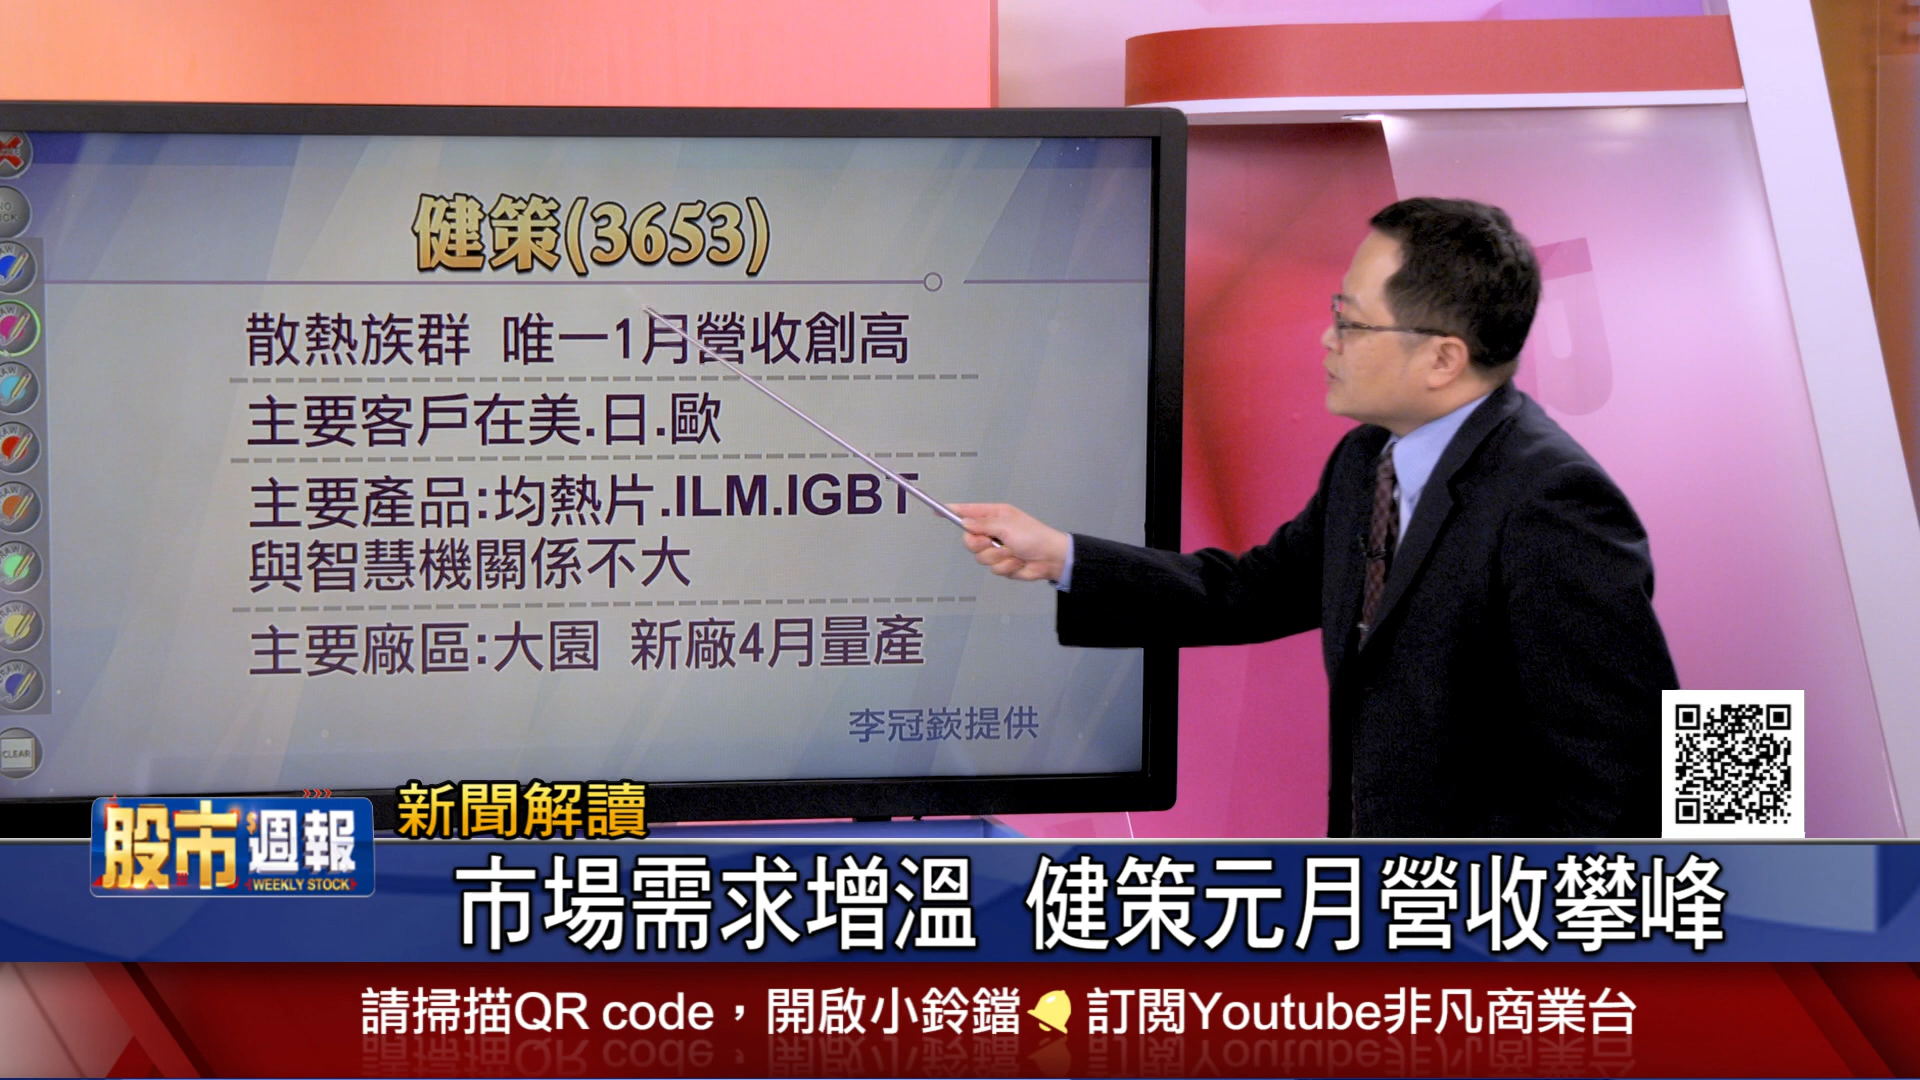 健策(3653)
散熱族群 唯一1月營收創高
主要客戶在美.日.歐
主要產品:均熱片.ILM.IGBT
與智慧機關係不大
主要廠區:大園 新廠4月量產
李冠嶔提供
CLEAR
新聞解讀
股市週報
WEEKLY STOCK
市場需求增溫 健策元月營收攀峰
請掃描QR code，開啟小鈴鐺 訂閱Youtube非凡商業台